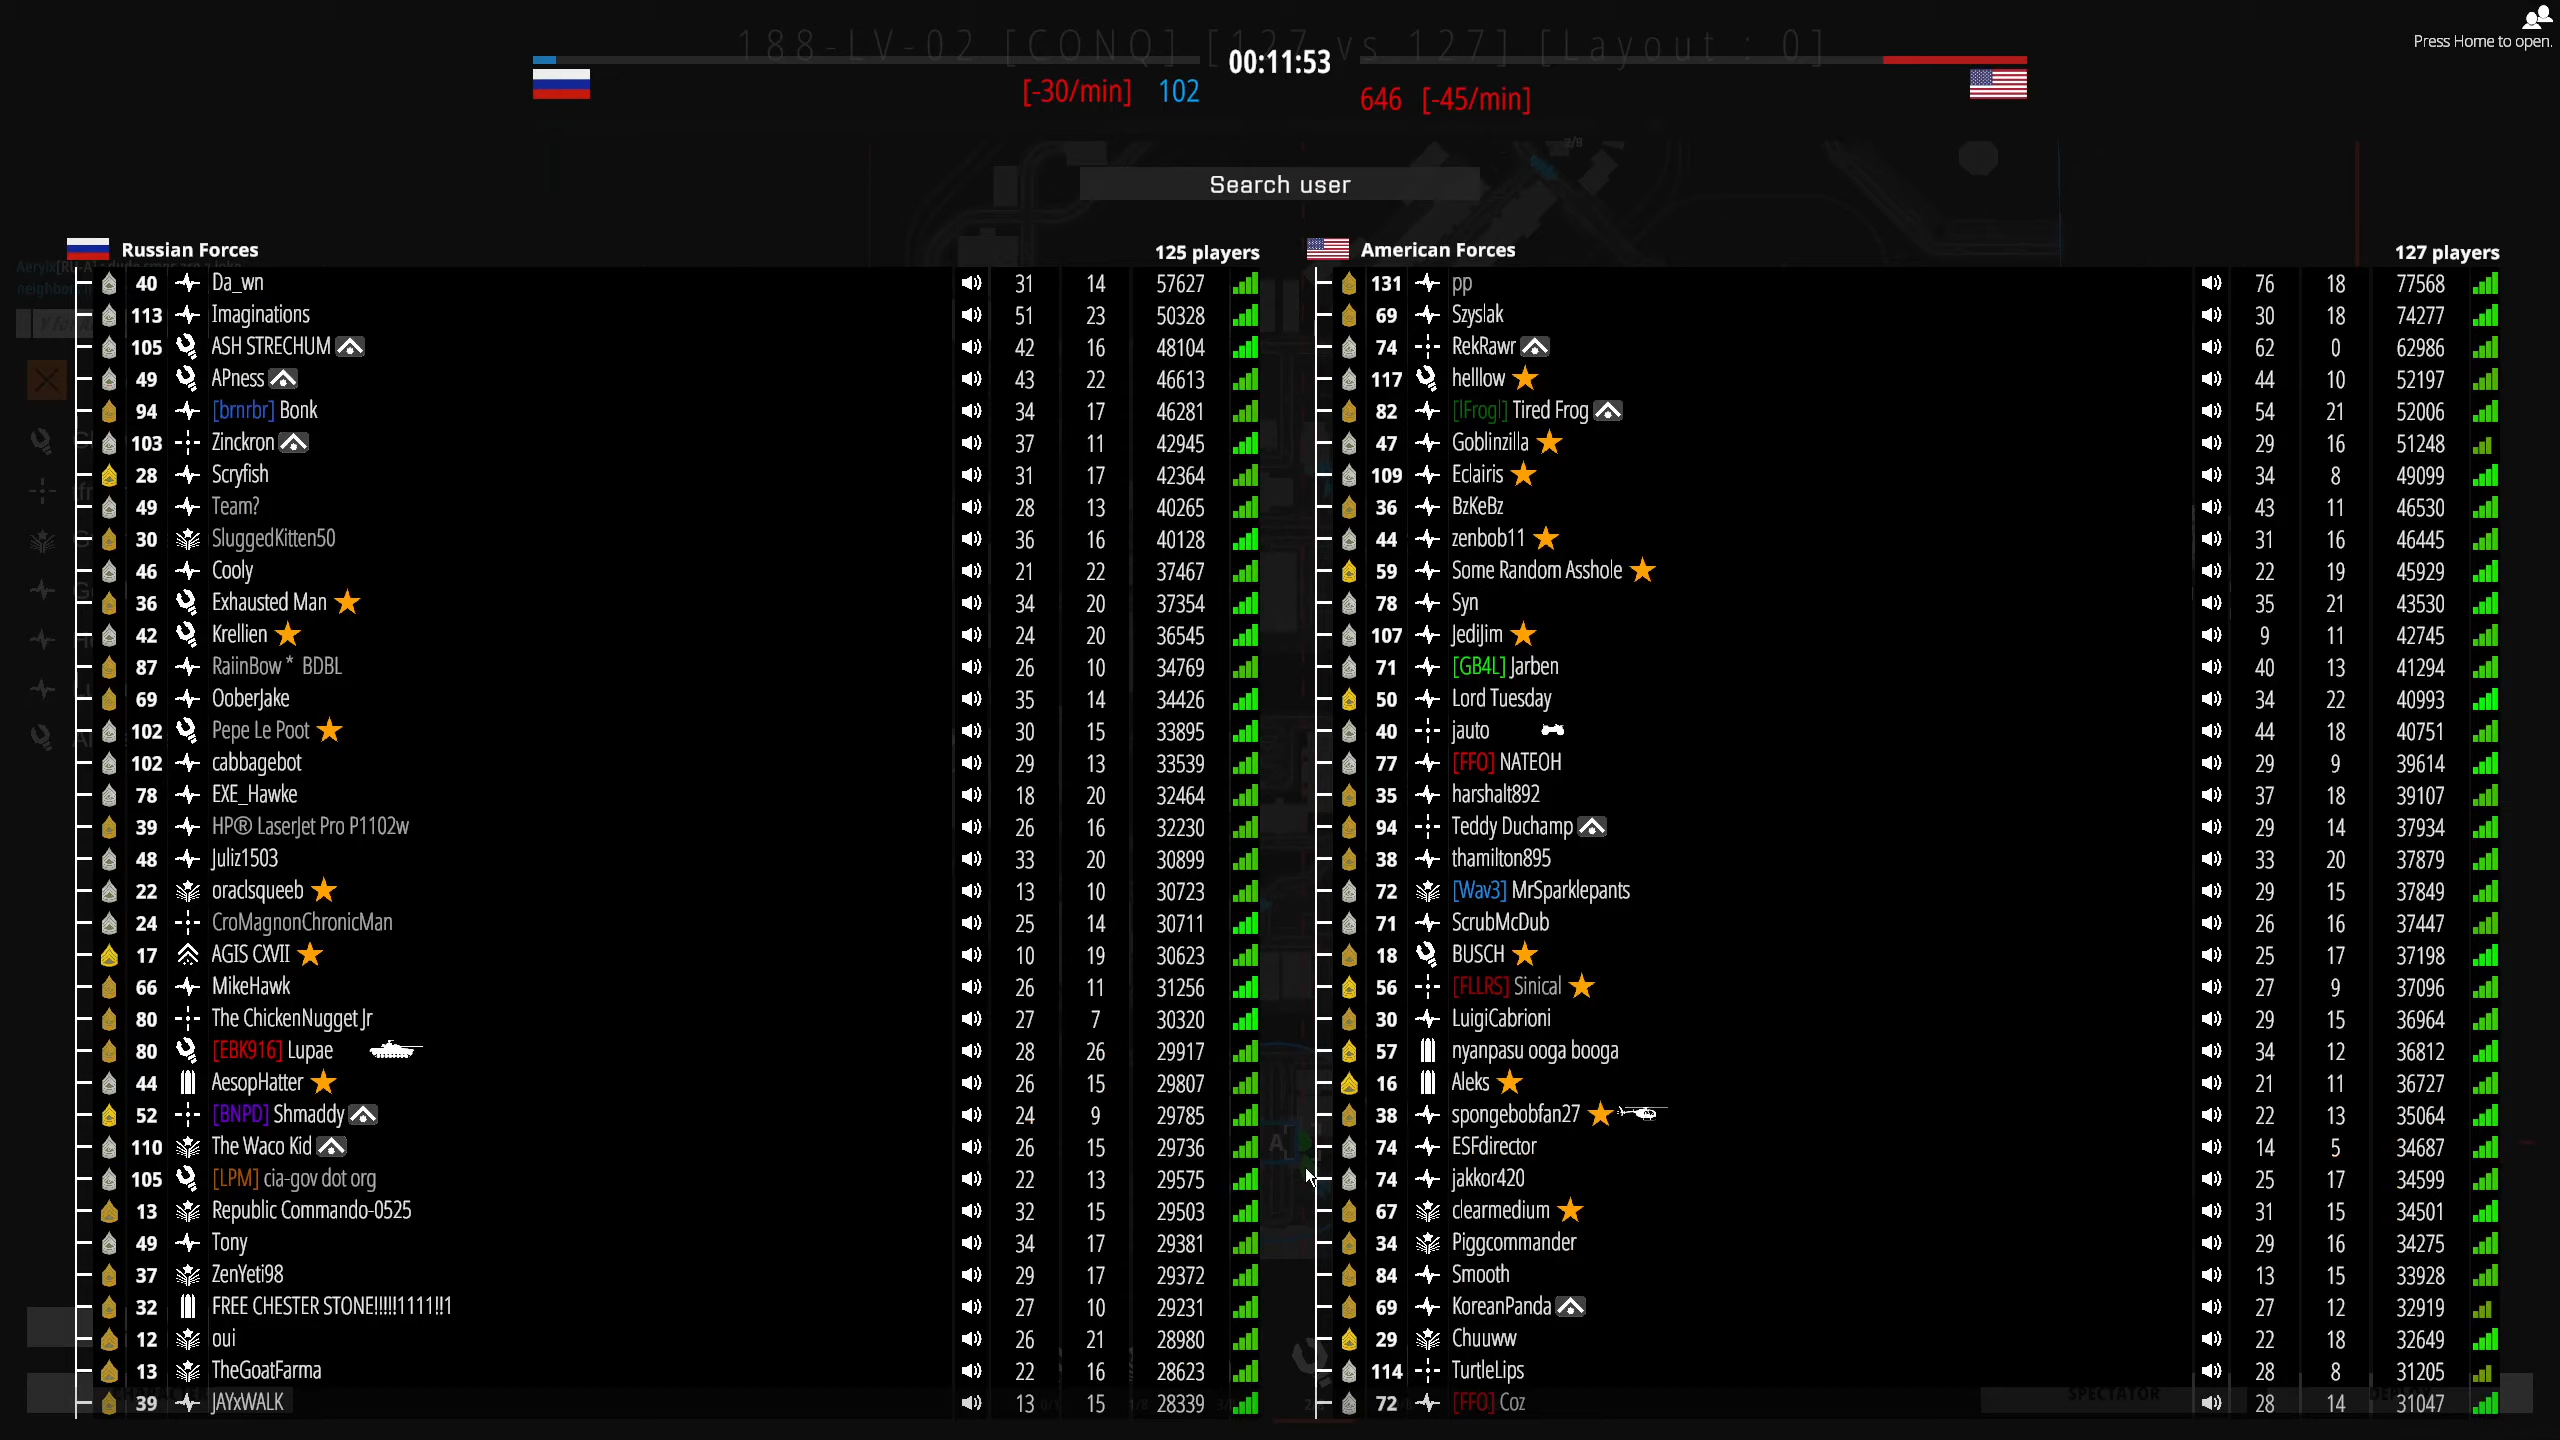 188-LV-02 [CONQ] [127 vs 127] [Layout : 0]
Press Home to open.
00:11:53
[-30/min] 102
646 [-45/min]
Search user
Russian Forces 125 players
40 Da_wn 31 14 57627
113 Imaginations 51 23 50328
105 ASH STRECHUM 42 16 48104
49 APness 43 22 46613
94 [brnrbr] Bonk 34 17 46281
103 Zinckron 37 11 42945
28 Scryfish 31 17 42364
49 Team? 28 13 40265
30 SluggedKitten50 36 16 40128
46 Cooly 21 22 37467
36 Exhausted Man 34 20 37354
42 Krellien 24 20 36545
87 RaiinBow * BDBL 26 10 34769
69 OoberJake 35 14 34426
102 Pepe Le Poot 30 15 33895
102 cabbagebot 29 13 33539
78 EXE_Hawke 18 20 32464
39 HP® LaserJet Pro P1102w 26 16 32230
48 Juliz1503 33 20 30899
22 oraclsqueeb 13 10 30723
24 CroMagnonChronicMan 25 14 30711
17 AGIS CXVII 10 19 30623
66 MikeHawk 26 11 31256
80 The ChickenNugget Jr 27 7 30320
80 [EBK916] Lupae 28 26 29917
44 AesopHatter 26 15 29807
52 [BNPD] Shmaddy 24 9 29785
110 The Waco Kid 26 15 29736
105 [LPM] cia-gov dot org 22 13 29575
13 Republic Commando-0525 32 15 29503
49 Tony 34 17 29381
37 ZenYeti98 29 17 29372
32 FREE CHESTER STONE!!!!!1111!!1 27 10 29231
12 oui 26 21 28980
13 TheGoatFarma 22 16 28623
39 JAYxWALK 13 15 28339
American Forces 127 players
131 pp 76 18 77568
69 Szyslak 30 18 74277
74 RekRawr 62 0 62986
117 helllow 44 10 52197
82 [lFrogl] Tired Frog 54 21 52006
47 Goblinzilla 29 16 51248
109 Eclairis 34 8 49099
36 BzKeBz 43 11 46530
44 zenbob11 31 16 46445
59 Some Random Asshole 22 19 45929
78 Syn 35 21 43530
107 JediJim 9 11 42745
71 [GB4L] Jarben 40 13 41294
50 Lord Tuesday 34 22 40993
40 jauto 44 18 40751
77 [FFO] NATEOH 29 9 39614
35 harshalt892 37 18 39107
94 Teddy Duchamp 29 14 37934
38 thamilton895 33 20 37879
72 [Wav3] MrSparklepants 29 15 37849
71 ScrubMcDub 26 16 37447
18 BUSCH 25 17 37198
56 [FLLRS] Sinical 27 9 37096
30 LuigiCabrioni 29 15 36964
57 nyanpasu ooga booga 34 12 36812
16 Aleks 21 11 36727
38 spongebobfan27 22 13 35064
74 ESFdirector 14 5 34687
74 jakkor420 25 17 34599
67 clearmedium 31 15 34501
34 Piggcommander 29 16 34275
84 Smooth 13 15 33928
69 KoreanPanda 27 12 32919
29 Chuuww 22 18 32649
114 TurtleLips 28 8 31205
72 [FFO] Coz 28 14 31047
SPECTATOR